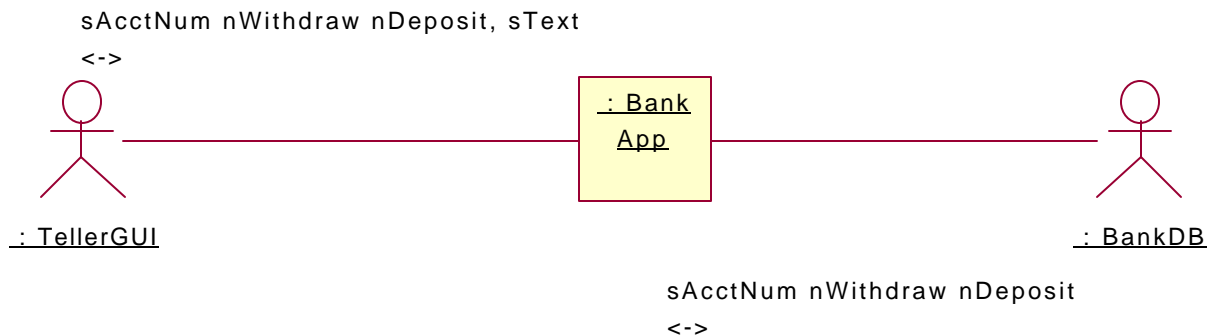 sAcctNum nWithdraw nDeposit, sText
<->
: Bank
App
: TellerGUI
: BankDB
sAcctNum nWithdraw nDeposit
<->